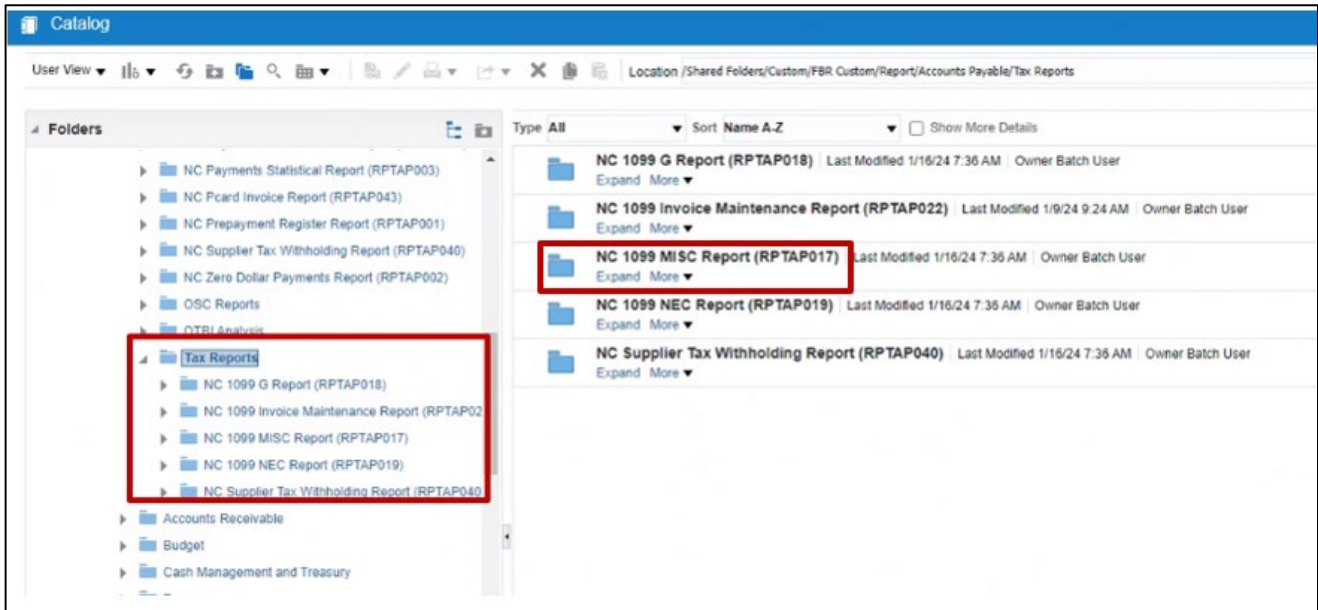 Catalog
User View
Location /Shared Folders/Custom/FBR Custom/Report/Accounts Payable/Tax Reports
Folders
NC Payments Statistical Report (RPTAP003)
NC Pcard Invoice Report (RPTAP043)
NC Prepayment Register Report (RPTAP001)
NC Supplier Tax Withholding Report (RPTAP040)
NC Zero Dollar Payments Report (RPTAP002)
OSC Reports
OTBI Analysis
Tax Reports
NC 1099 G Report (RPTAP018)
NC 1099 Invoice Maintenance Report (RPTAP02
NC 1099 MISC Report (RPTAP017)
NC 1099 NEC Report (RPTAP019)
NC Supplier Tax Withholding Report (RPTAP040
Accounts Receivable
Budget
Cash Management and Treasury
Type All Sort Name A-Z Show More Details
NC 1099 G Report (RPTAP018) Last Modified 1/16/24 7:36 AM Owner Batch User
Expand More
NC 1099 Invoice Maintenance Report (RPTAP022) Last Modified 1/9/24 9:24 AM Owner Batch User
Expand More
NC 1099 MISC Report (RPTAP017) Last Modified 1/16/24 7:36 AM Owner Batch User
Expand More
NC 1099 NEC Report (RPTAP019) Last Modified 1/16/24 7:36 AM Owner Batch User
Expand More
NC Supplier Tax Withholding Report (RPTAP040) Last Modified 1/16/24 7:36 AM Owner Batch User
Expand More